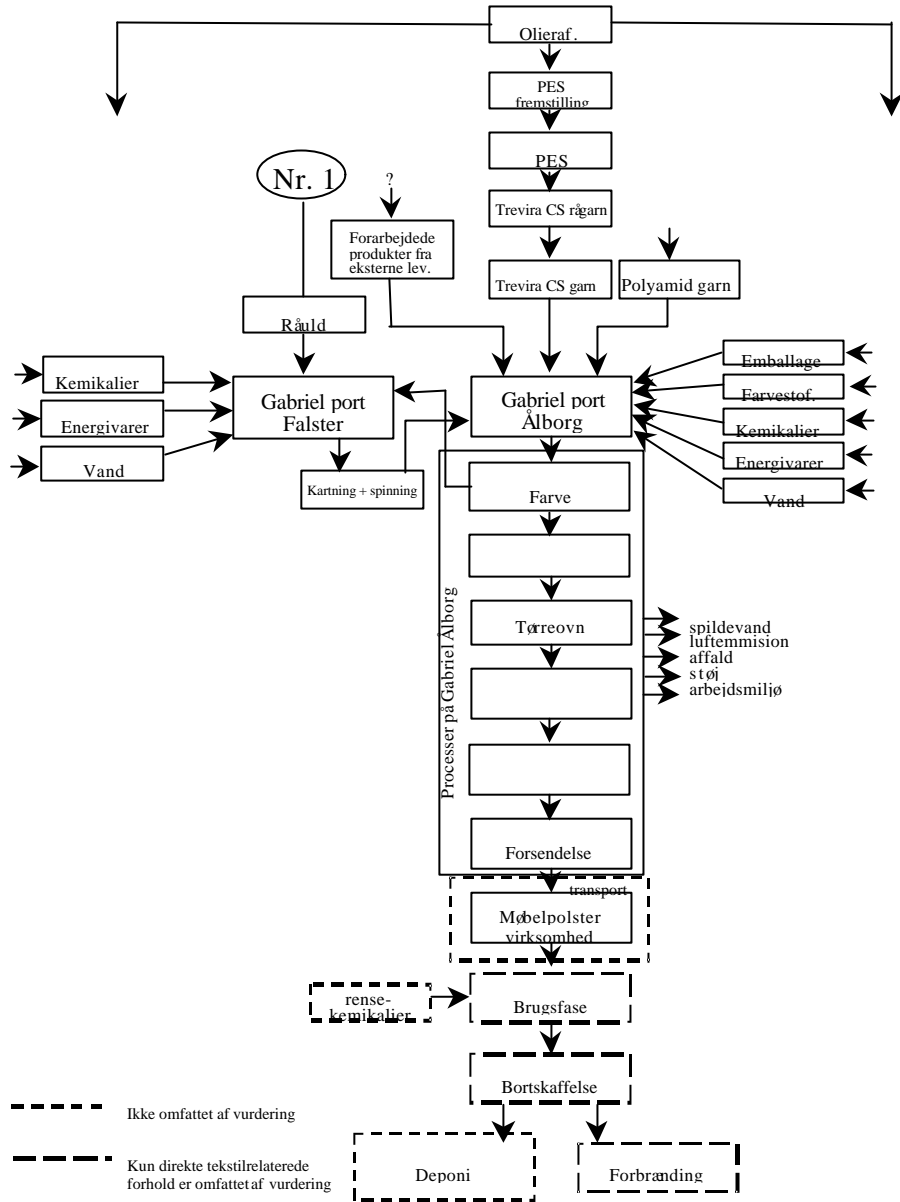 Olieraf.
PES
fremstilling
PES
Nr. 1
?
Trevira CS rågarn
Forarbejdede
produkter fra
eksterne lev.
Trevira CS garn
Polyamid garn
Råuld
Kemikalier
Energivarer
Vand
Gabriel port
Falster
Gabriel port
Ålborg
Emballage
Farvestof.
Kemikalier
Energivarer
Vand
Kartning + spinning
Farve
Processer på Gabriel Ålborg
Tørreovn
spildevand
luftemmision
affald
støj
arbejdsmiljø
Forsendelse
transport
Møbelpolster
virksomhed
rense-
kemikalier
Brugsfase
Bortskaffelse
Ikke omfattet af vurdering
Kun direkte tekstilrelaterede
forhold er omfattet af vurdering
Deponi
Forbrænding